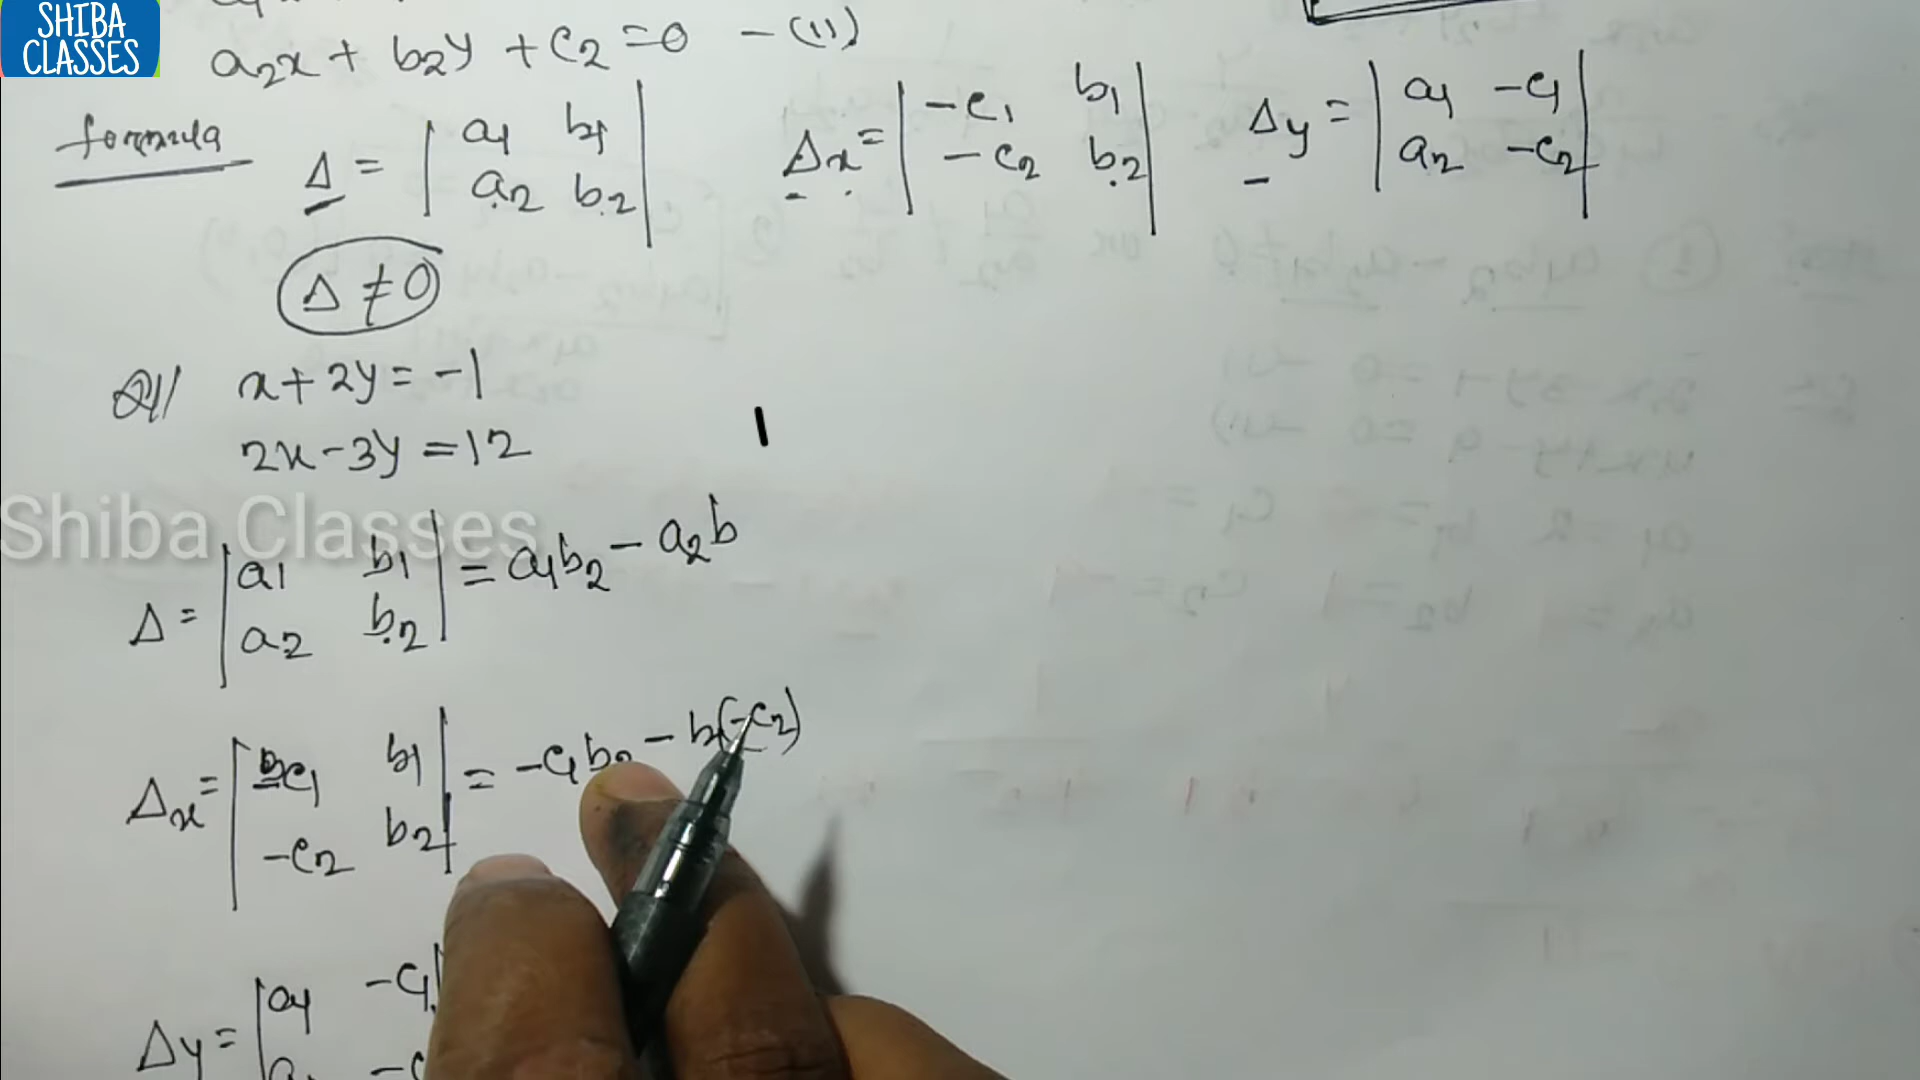 SHIBA
CLASSES
a2x + b2y + c2 = 0 - (II)
formula
Δ = | a1 b1 |
| a2 b2 |
Δx = | -c1 b1 |
| -c2 b2 |
Δy = | a1 -c1 |
| a2 -c2 |
Δ ≠ 0
Q1// x + 2y = -1
2x - 3y = 12
Shiba Classes
Δ = | a1 b1 | = a1b2 - a2b
| a2 b2 |
Δx = | -c1 b1 | = -c1b2 - b1(-c2)
| -c2 b2 |
Δy = | a1 -c1 |